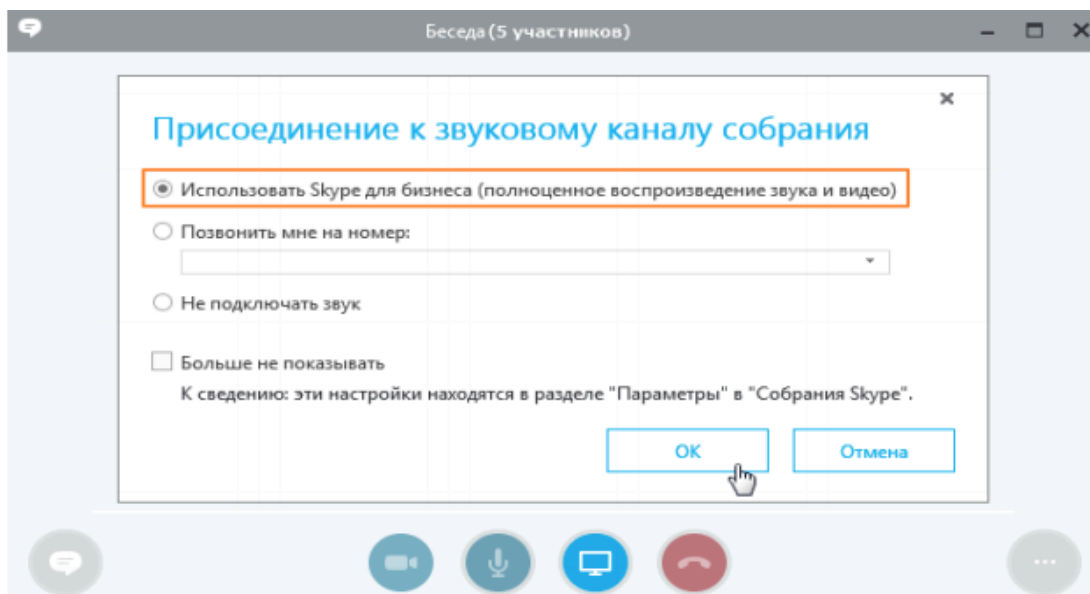 Беседа (5 участников)
Присоединение к звуковому каналу собрания
Использовать Skype для бизнеса (полноценное воспроизведение звука и видео)
Позвонить мне на номер:
Не подключать звук
Больше не показывать
К сведению: эти настройки находятся в разделе "Параметры" в "Собрания Skype".
ОК
Отмена